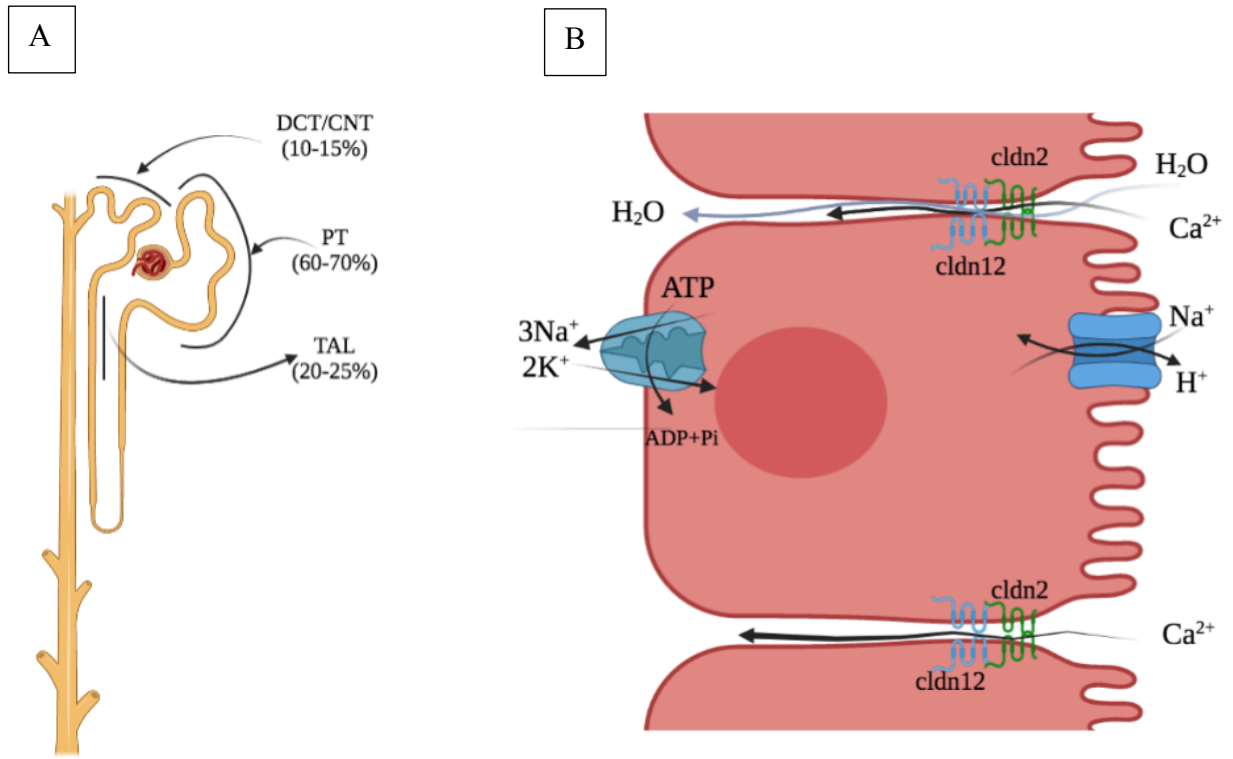 A
B
DCT/CNT
(10-15%)
PT
(60-70%)
TAL
(20-25%)
cldn2
H₂O
H₂O
Ca²⁺
cldn12
ATP
3Na⁺
2K⁺
Na⁺
H⁺
ADP+Pi
cldn2
Ca²⁺
cldn12